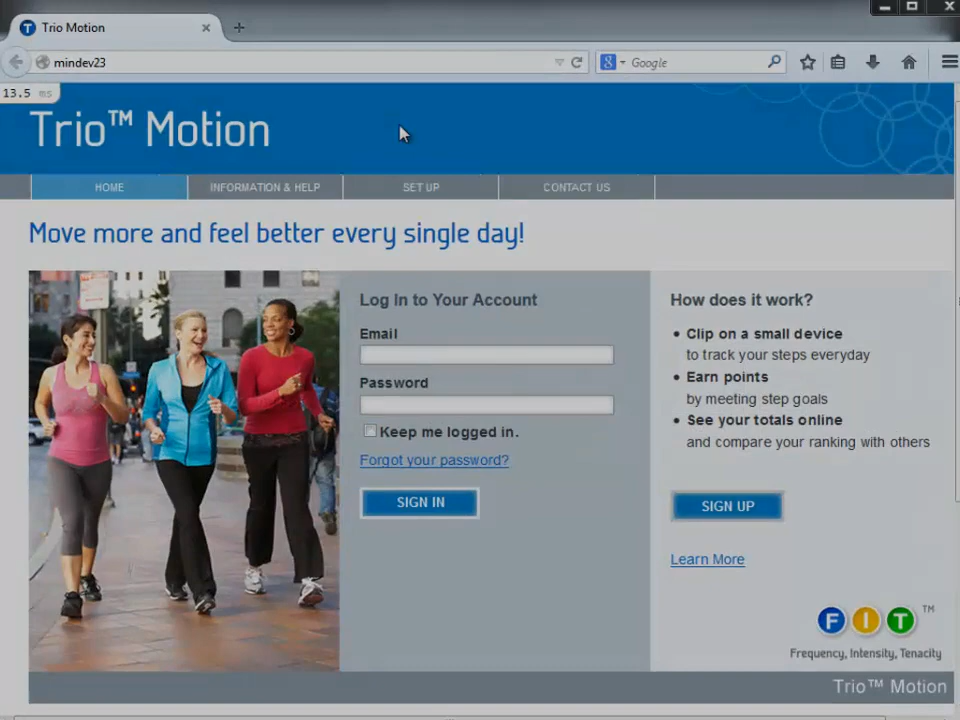 Trio Motion
mindev23
Google
13.5 ms
Trio™ Motion
HOME
INFORMATION & HELP
SET UP
CONTACT US
Move more and feel better every single day!
Log In to Your Account
Email
Password
Keep me logged in.
Forgot your password?
SIGN IN
How does it work?
• Clip on a small device
to track your steps everyday
• Earn points
by meeting step goals
• See your totals online
and compare your ranking with others
SIGN UP
Learn More
F I T ™
Frequency, Intensity, Tenacity
Trio™ Motion